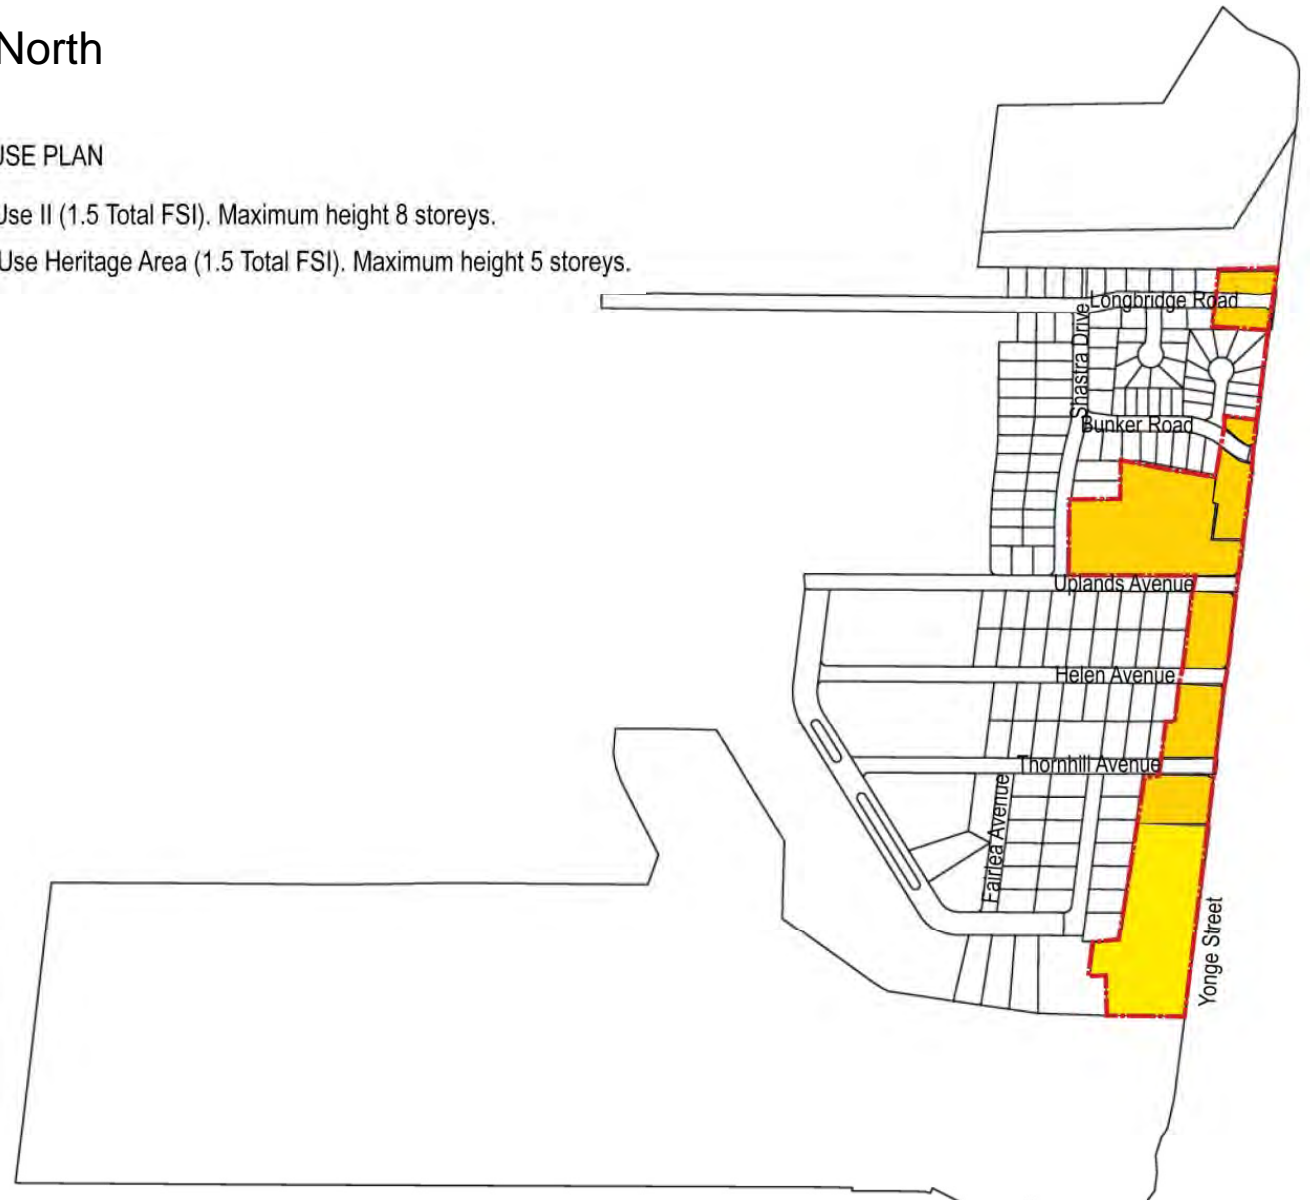 North
USE PLAN
Use II (1.5 Total FSI). Maximum height 8 storeys.
Use Heritage Area (1.5 Total FSI). Maximum height 5 storeys.
Longbridge Road
Shastra Drive
Bunker Road
Uplands Avenue
Helen Avenue
Thornhill Avenue
Fairlea Avenue
Yonge Street